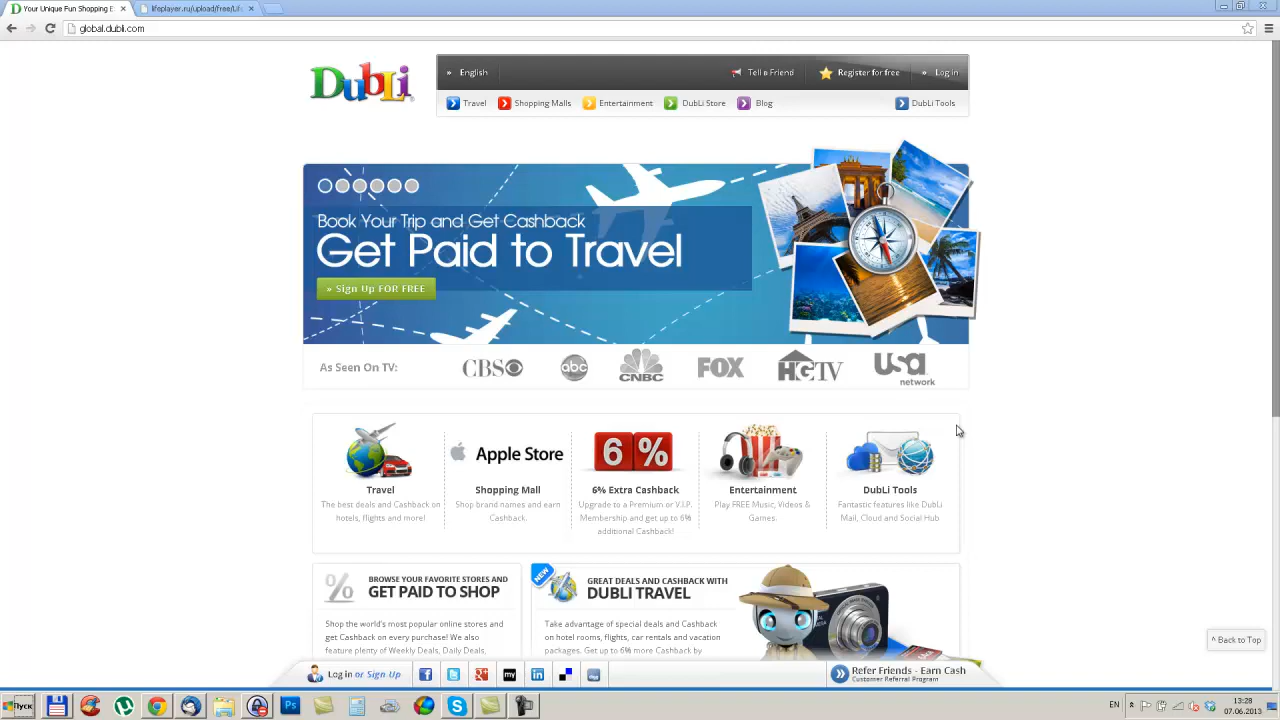 Your Unique Fun Shopping E
lifeplayer.ru/upload/free/Life
global.dubli.com
DubLi
» English
Tell a Friend
Register for free
» Log in
Travel
Shopping Malls
Entertainment
DubLi Store
Blog
DubLi Tools
Book Your Trip and Get Cashback
Get Paid to Travel
» Sign Up FOR FREE
As Seen On TV:
CBS
abc
CNBC
FOX
HGTV
usa
network
Apple Store
6 %
Travel
The best deals and Cashback on
hotels, flights and more!
Shopping Mall
Shop brand names and earn
Cashback.
6% Extra Cashback
Upgrade to a Premium or V.I.P.
Membership and get up to 6%
additional Cashback!
Entertainment
Play FREE Music, Videos &
Games.
DubLi Tools
Fantastic features like DubLi
Mail, Cloud and Social Hub
%
BROWSE YOUR FAVORITE STORES AND
GET PAID TO SHOP
Shop the world's most popular online stores and
get Cashback on every purchase! We also
feature plenty of Weekly Deals, Daily Deals,
NEW
GREAT DEALS AND CASHBACK WITH
DUBLI TRAVEL
Take advantage of special deals and Cashback
on hotel rooms, flights, car rentals and vacation
packages. Get up to 6% more Cashback by
^ Back to Top
Log in or Sign Up
my
Refer Friends - Earn Cash
Customer Referral Program
Пуск
EN
13:28
07.06.2013